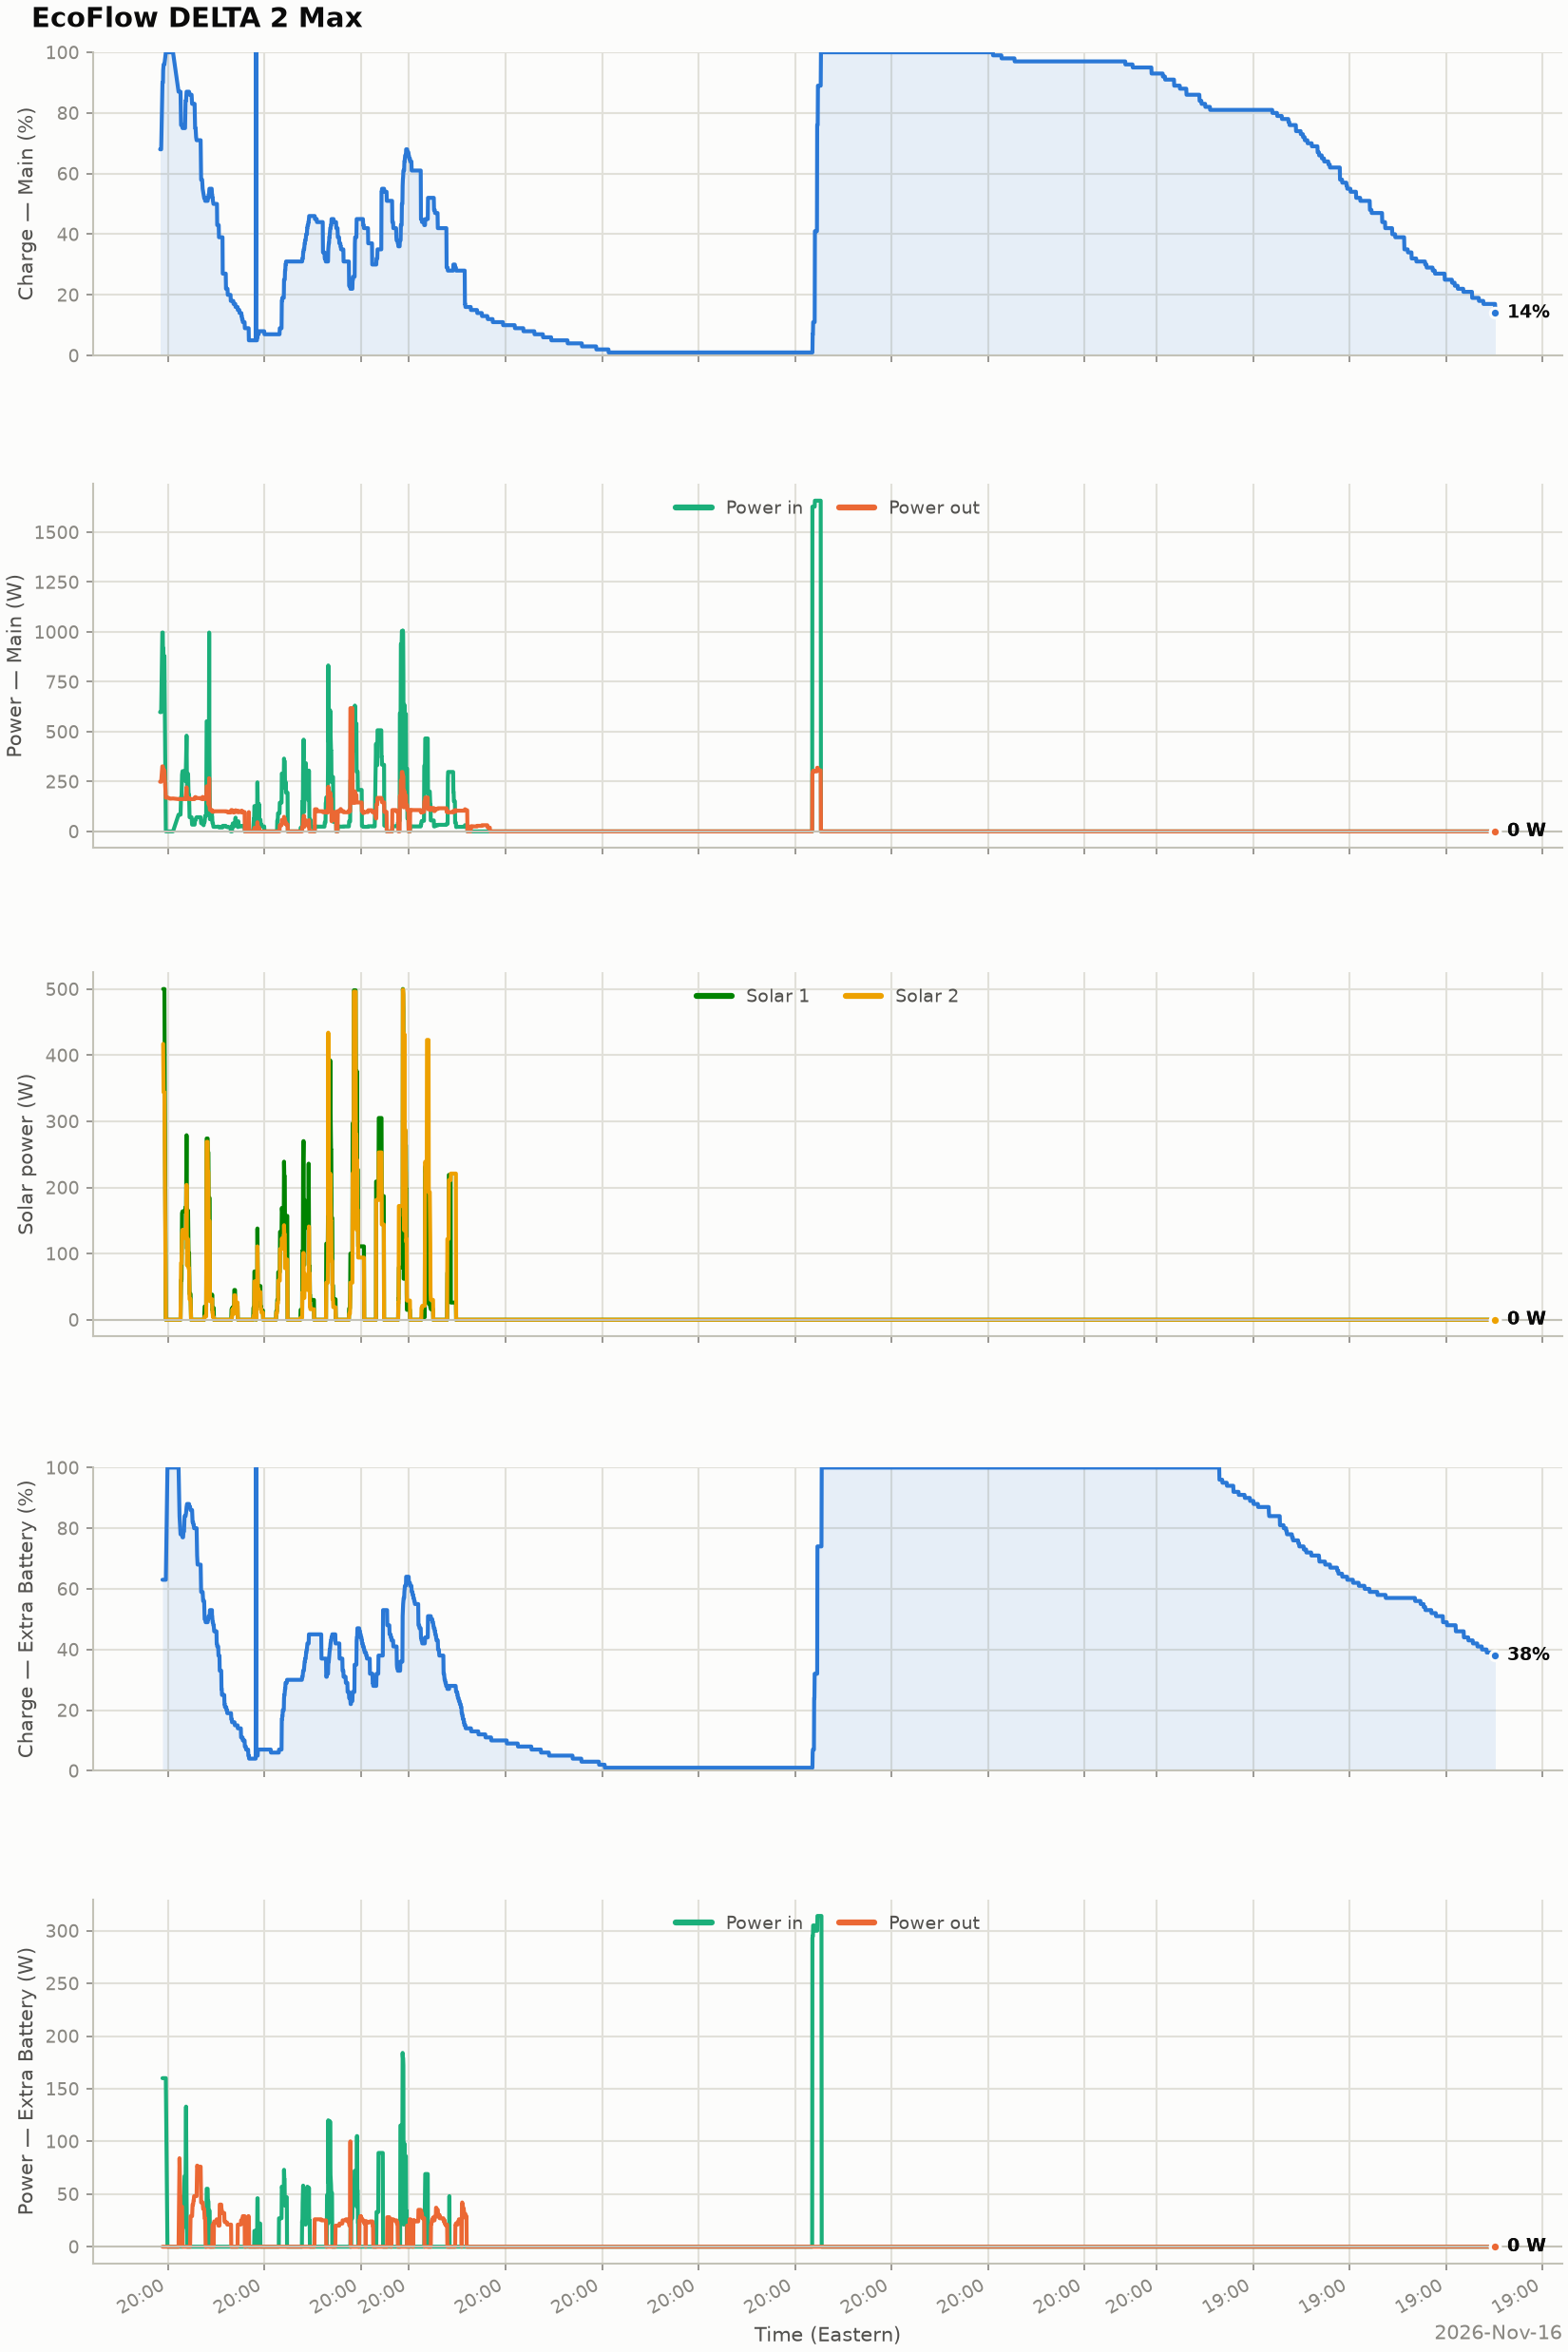 EcoFlow DELTA 2 Max
Charge — Main (%)
100
80
60
40
20
0
14%
Power — Main (W)
Power in
Power out
1500
1250
1000
750
500
250
0
0 W
Solar power (W)
Solar 1
Solar 2
500
400
300
200
100
0
0 W
Charge — Extra Battery (%)
100
80
60
40
20
0
38%
Power — Extra Battery (W)
Power in
Power out
300
250
200
150
100
50
0
0 W
20:00 20:00 20:00 20:00 20:00 20:00 20:00 20:00 20:00 20:00 20:00 20:00 19:00 19:00 19:00 19:00
Time (Eastern)
2026-Nov-16